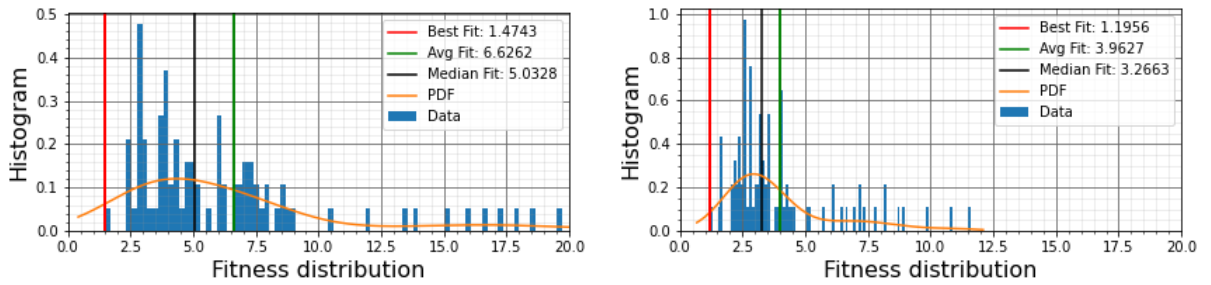 0.5
0.4
0.3
0.2
0.1
0.0
Histogram
Best Fit: 1.4743
Avg Fit: 6.6262
Median Fit: 5.0328
PDF
Data
0.0 2.5 5.0 7.5 10.0 12.5 15.0 17.5 20.0
Fitness distribution
1.0
0.8
0.6
0.4
0.2
0.0
Histogram
Best Fit: 1.1956
Avg Fit: 3.9627
Median Fit: 3.2663
PDF
Data
0.0 2.5 5.0 7.5 10.0 12.5 15.0 17.5 20.0
Fitness distribution